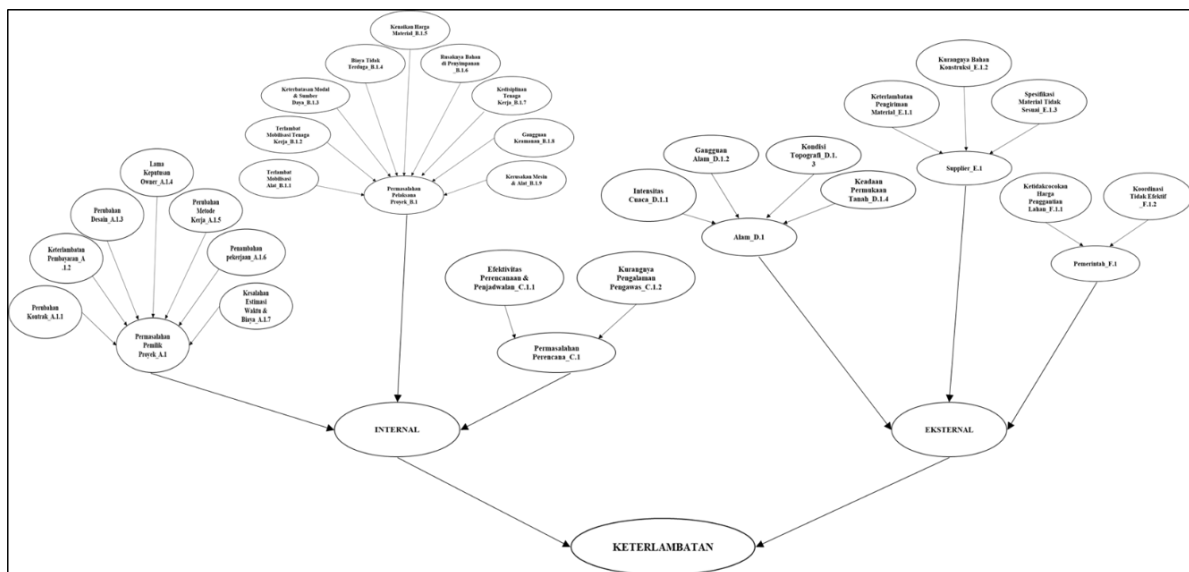 Kenaikan Harga
Material_B.1.5
Biaya Tidak
Terduga_B.1.4
Rusaknya Bahan
di Penyimpanan
_B.1.6
Keterbatasan Modal
& Sumber
Daya_B.1.3
Kedisiplinan
Tenaga
Kerja_B.1.7
Terlambat
Mobilisasi Tenaga
Kerja_B.1.2
Gangguan
Keamanan_B.1.8
Terlambat
Mobilisasi
Alat_B.1.1
Kerusakan Mesin
& Alat_B.1.9
Permasalahan
Pelaksana
Proyek_B.1
Lama
Keputusan
Owner_A.1.4
Perubahan
Desain_A.1.3
Perubahan
Metode
Kerja_A.1.5
Keterlambatan
Pembayaran_A
.1.2
Penambahan
pekerjaan_A.1.6
Perubahan
Kontrak_A.1.1
Kesalahan
Estimasi
Waktu &
Biaya_A.1.7
Permasalahan
Pemilik
Proyek_A.1
Efektivitas
Perencanaan &
Penjadwalan_C.1.1
Kurangnya
Pengalaman
Pengawas_C.1.2
Permasalahan
Perencana_C.1
Gangguan
Alam_D.1.2
Kondisi
Topografi_D.1.
3
Intensitas
Cuaca_D.1.1
Keadaan
Permukaan
Tanah_D.1.4
Alam_D.1
Kurangnya Bahan
Konstruksi_E.1.2
Keterlambatan
Pengiriman
Material_E.1.1
Spesifikasi
Material Tidak
Sesuai_E.1.3
Supplier_E.1
Ketidakcocokan
Harga
Penggantian
Lahan_F.1.1
Koordinasi
Tidak Efektif
_F.1.2
Pemerintah_F.1
INTERNAL
EKSTERNAL
KETERLAMBATAN